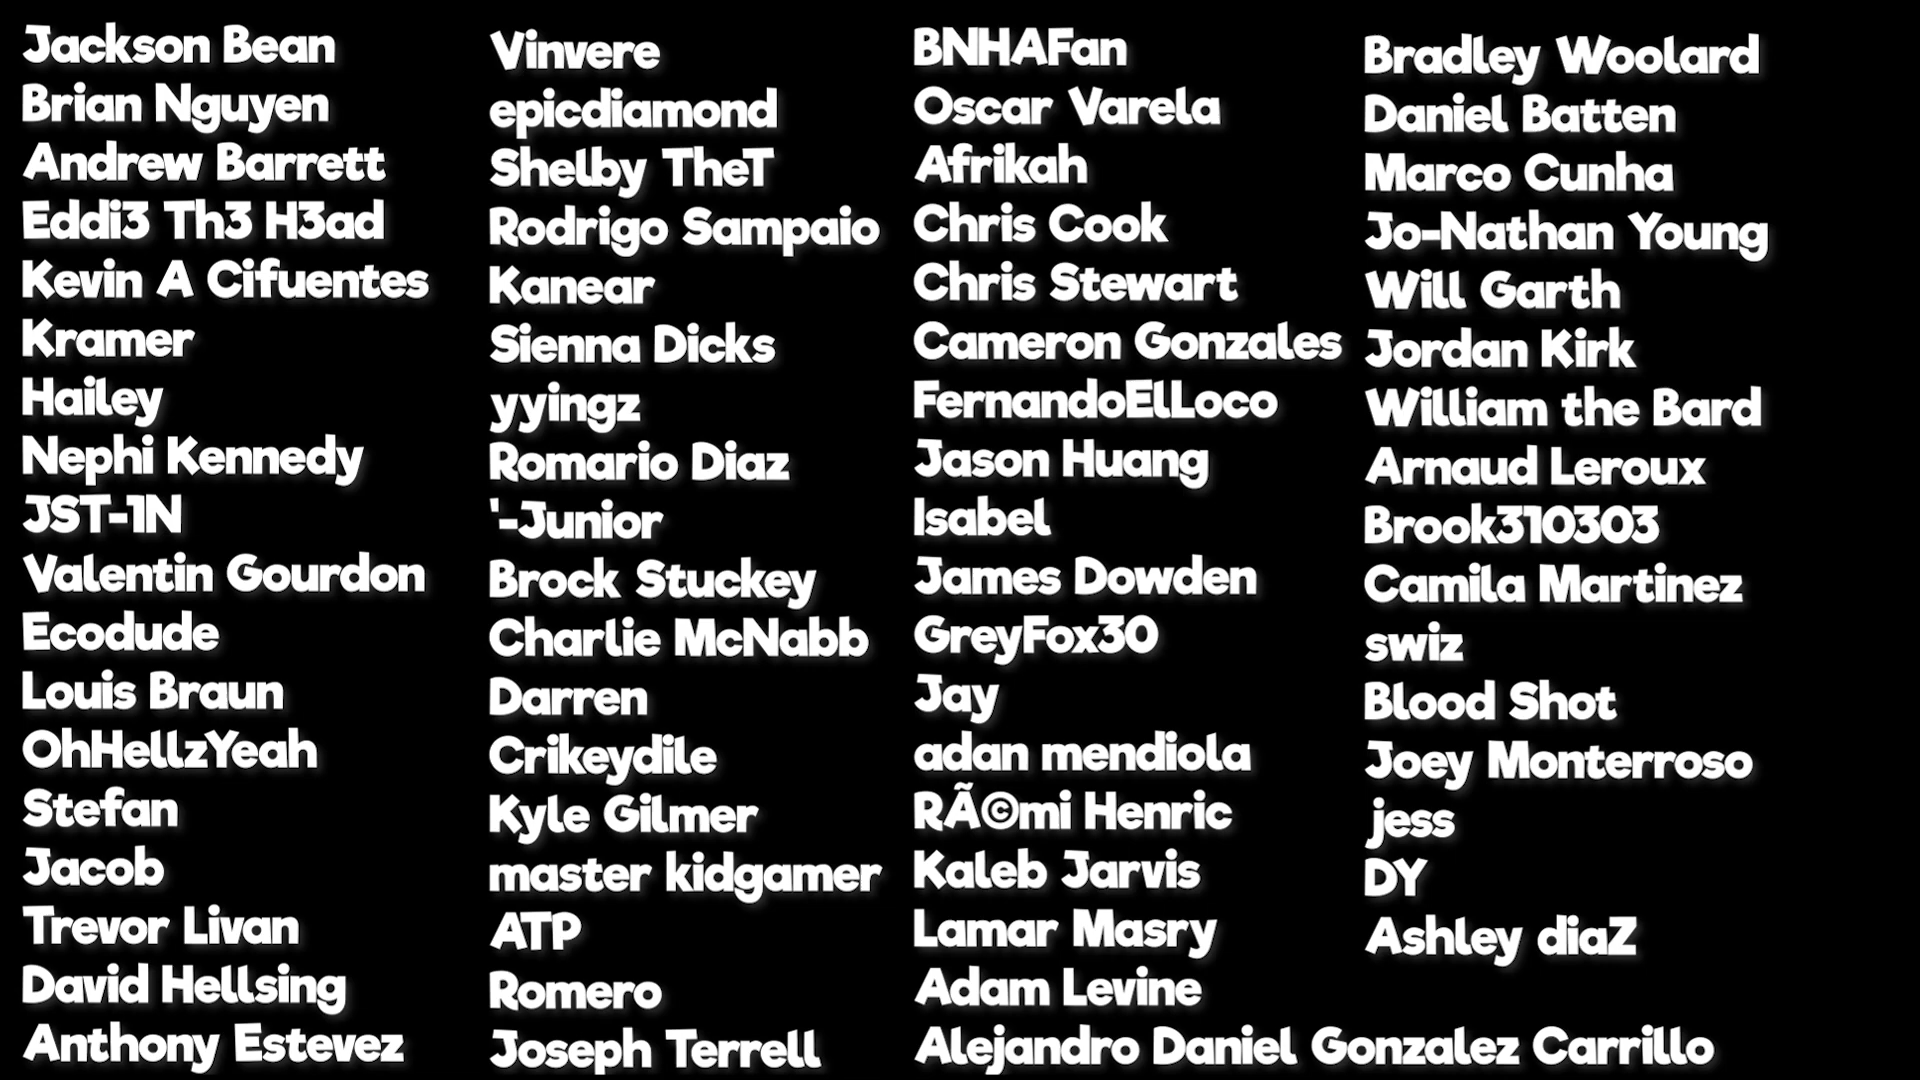 Jackson Bean
Brian Nguyen
Andrew Barrett
Eddi3 Th3 H3ad
Kevin A Cifuentes
Kramer
Hailey
Nephi Kennedy
JST-1N
Valentin Gourdon
Ecodude
Louis Braun
OhHellzYeah
Stefan
Jacob
Trevor Livan
David Hellsing
Anthony Estevez
Vinvere
epicdiamond
Shelby TheT
Rodrigo Sampaio
Kanear
Sienna Dicks
yyingz
Romario Diaz
'-Junior
Brock Stuckey
Charlie McNabb
Darren
Crikeydile
Kyle Gilmer
master kidgamer
ATP
Romero
Joseph Terrell
BNHAFan
Oscar Varela
Afrikah
Chris Cook
Chris Stewart
Cameron Gonzales
FernandoElLoco
Jason Huang
Isabel
James Dowden
GreyFox30
Jay
adan mendiola
RÃ©mi Henric
Kaleb Jarvis
Lamar Masry
Adam Levine
Alejandro Daniel Gonzalez Carrillo
Bradley Woolard
Daniel Batten
Marco Cunha
Jo-Nathan Young
Will Garth
Jordan Kirk
William the Bard
Arnaud Leroux
Brook310303
Camila Martinez
swiz
Blood Shot
Joey Monterroso
jess
DY
Ashley diaZ